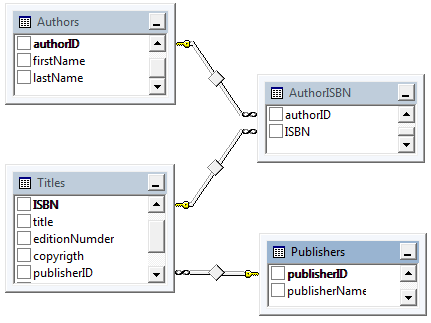 Authors
authorID
firstName
lastName
AuthorISBN
authorID
ISBN
Titles
ISBN
title
editionNumder
copyrigth
publisherID
Publishers
publisherID
publisherName